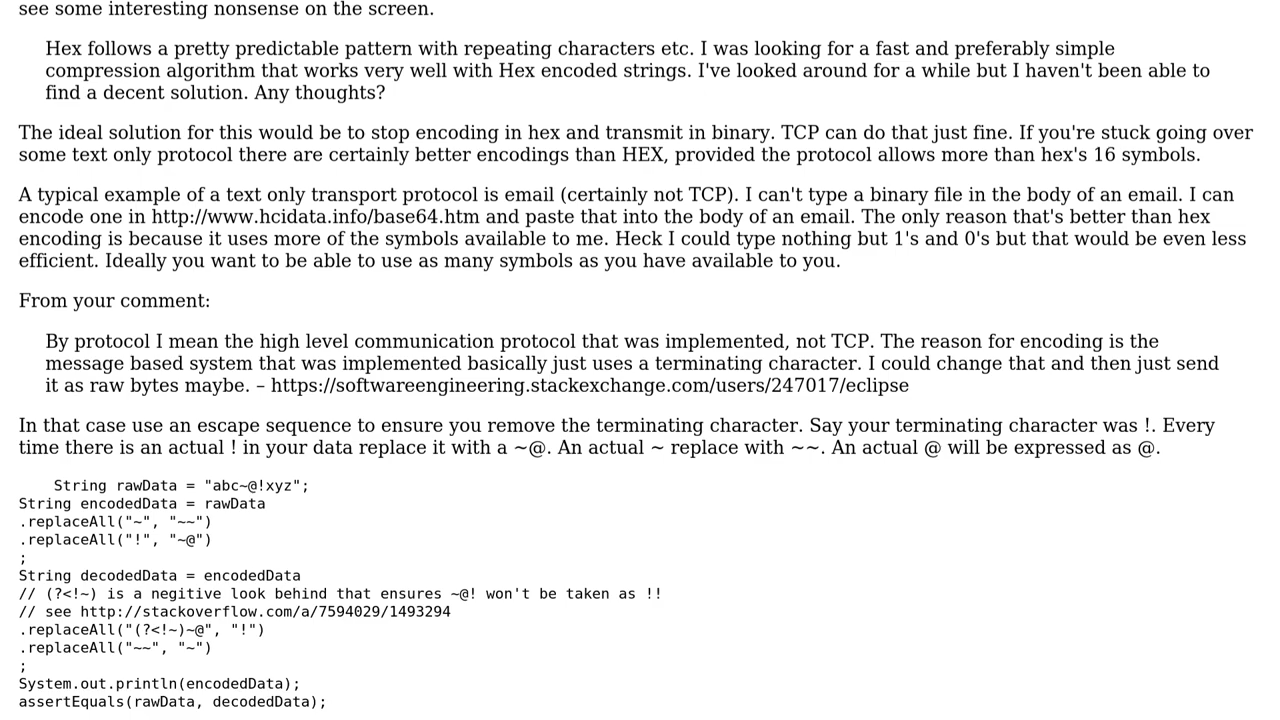 see some interesting nonsense on the screen.
Hex follows a pretty predictable pattern with repeating characters etc. I was looking for a fast and preferably simple
compression algorithm that works very well with Hex encoded strings. I've looked around for a while but I haven't been able to
find a decent solution. Any thoughts?
The ideal solution for this would be to stop encoding in hex and transmit in binary. TCP can do that just fine. If you're stuck going over
some text only protocol there are certainly better encodings than HEX, provided the protocol allows more than hex's 16 symbols.
A typical example of a text only transport protocol is email (certainly not TCP). I can't type a binary file in the body of an email. I can
encode one in http://www.hcidata.info/base64.htm and paste that into the body of an email. The only reason that's better than hex
encoding is because it uses more of the symbols available to me. Heck I could type nothing but 1's and 0's but that would be even less
efficient. Ideally you want to be able to use as many symbols as you have available to you.
From your comment:
By protocol I mean the high level communication protocol that was implemented, not TCP. The reason for encoding is the
message based system that was implemented basically just uses a terminating character. I could change that and then just send
it as raw bytes maybe. – https://softwareengineering.stackexchange.com/users/247017/eclipse
In that case use an escape sequence to ensure you remove the terminating character. Say your terminating character was !. Every
time there is an actual ! in your data replace it with a ~@. An actual ~ replace with ~~. An actual @ will be expressed as @.
String rawData = "abc~@!xyz";
String encodedData = rawData
.replaceAll("~", "~~")
.replaceAll("!", "~@")
;
String decodedData = encodedData
// (?<!~) is a negitive look behind that ensures ~@! won't be taken as !!
// see http://stackoverflow.com/a/7594029/1493294
.replaceAll("(?<!~)~@", "!")
.replaceAll("~~", "~")
;
System.out.println(encodedData);
assertEquals(rawData, decodedData);